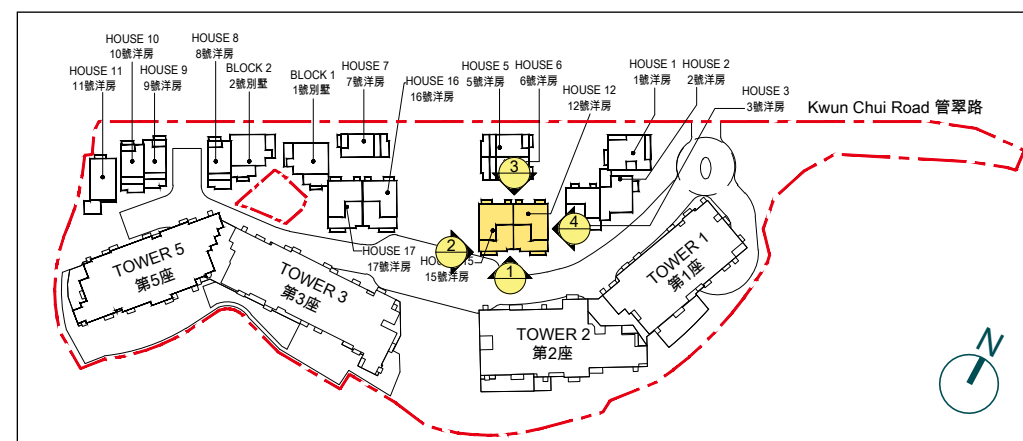 HOUSE 10
10號洋房
HOUSE 8
8號洋房
HOUSE 11
11號洋房
HOUSE 9
9號洋房
BLOCK 2
2號別墅
BLOCK 1
1號別墅
HOUSE 7
7號洋房
HOUSE 16
16號洋房
HOUSE 5
5號洋房
HOUSE 6
6號洋房
HOUSE 12
12號洋房
HOUSE 1
1號洋房
HOUSE 2
2號洋房
HOUSE 3
3號洋房
Kwun Chui Road 管翠路
3
4
2
1
HOUSE 17
17號洋房
15號洋房
TOWER 5
第5座
TOWER 3
第3座
TOWER 2
第2座
TOWER 1
第1座
N